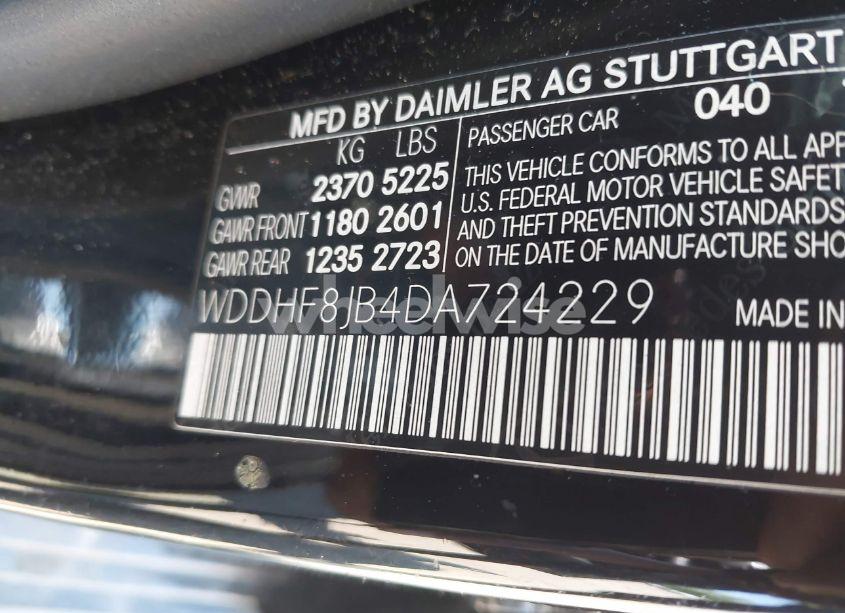 MFD BY DAIMLER AG STUTTGART
040
KG LBS
PASSENGER CAR
GVWR 2370 5225
GAWR FRONT 1180 2601
GAWR REAR 1235 2723
THIS VEHICLE CONFORMS TO ALL APP
U.S. FEDERAL MOTOR VEHICLE SAFET
AND THEFT PREVENTION STANDARDS
ON THE DATE OF MANUFACTURE SHO
WDDHF8JB4DA724229
MADE IN
wheelwise